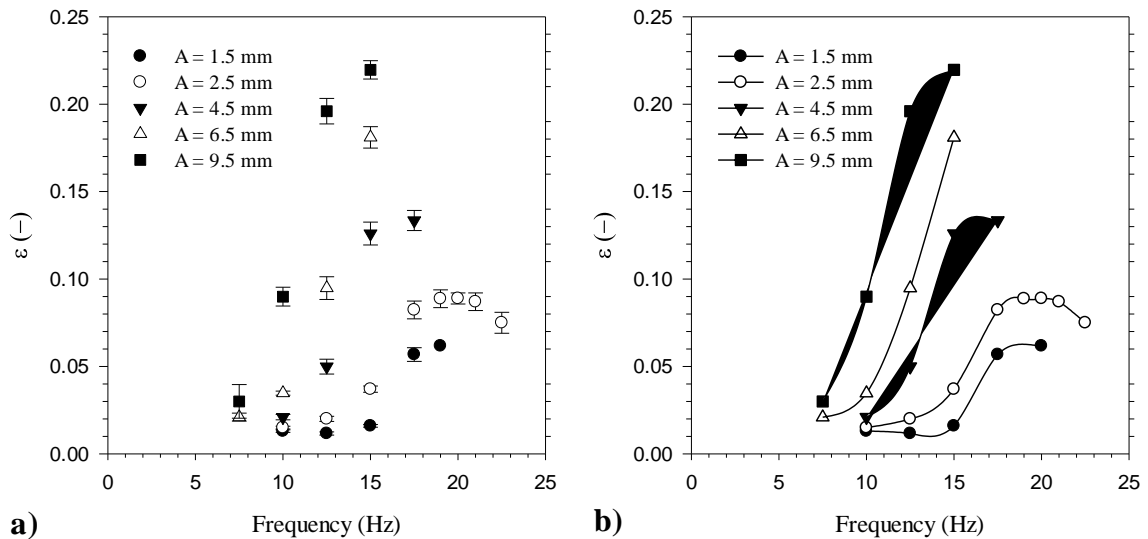 0.25
0.20
0.15
0.10
0.05
0.00
ε (−)
A = 1.5 mm
A = 2.5 mm
A = 4.5 mm
A = 6.5 mm
A = 9.5 mm
0 5 10 15 20 25
Frequency (Hz)
a)
0.25
0.20
0.15
0.10
0.05
0.00
ε (−)
A = 1.5 mm
A = 2.5 mm
A = 4.5 mm
A = 6.5 mm
A = 9.5 mm
0 5 10 15 20 25
Frequency (Hz)
b)